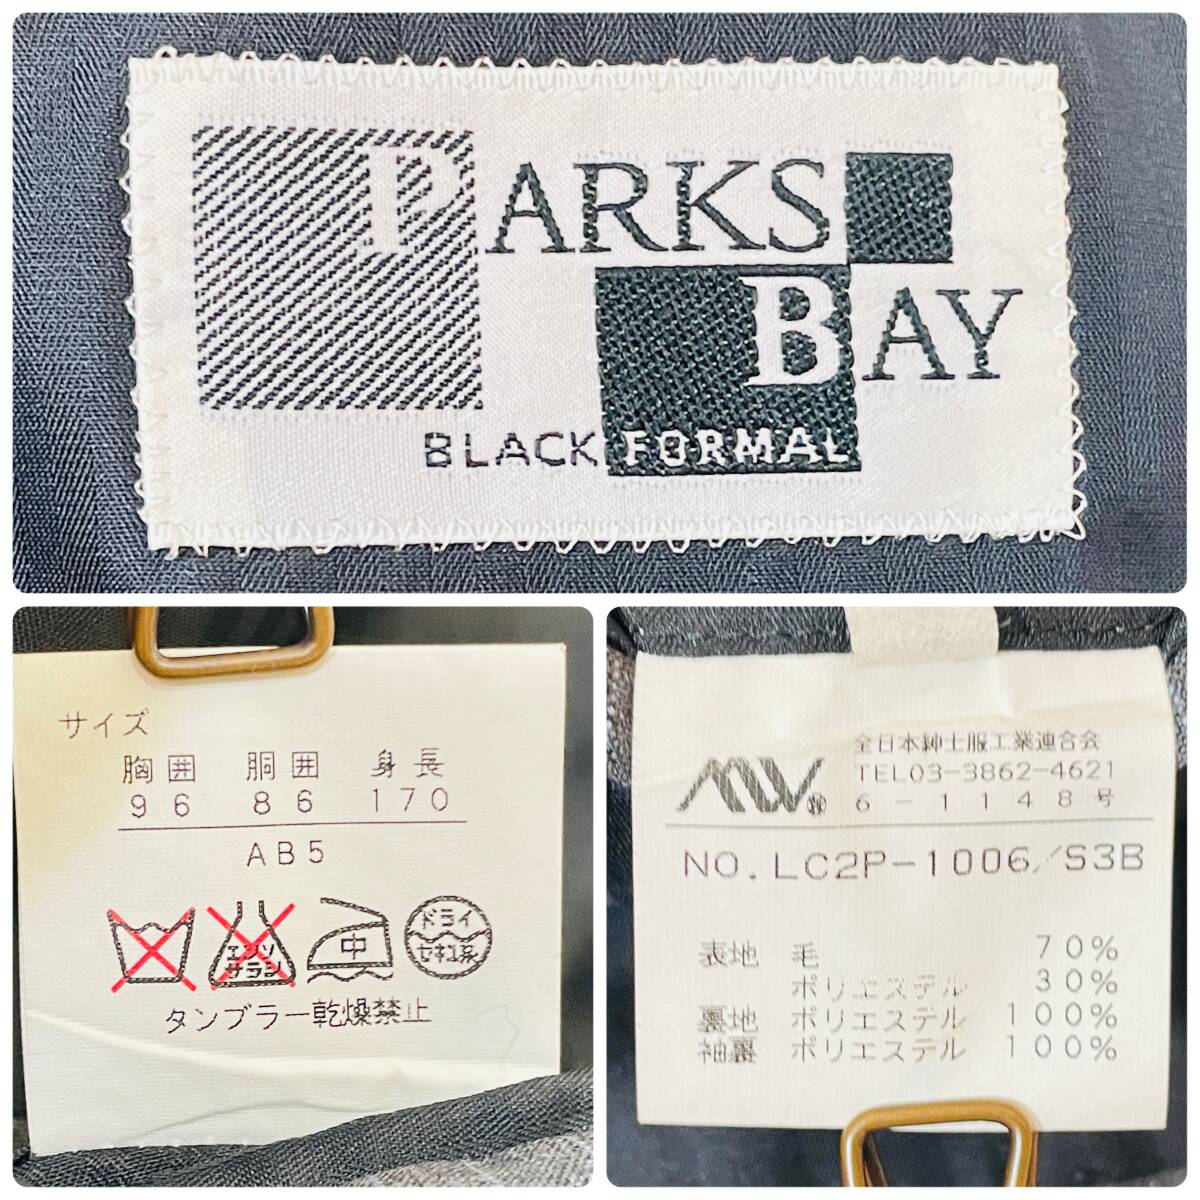 PARKS
BAY
BLACK FORMAL
サイズ
胸囲 胴囲 身長
96 86 170
AB5
エンソサラシ 中 ドライ セキユ系
タンブラー乾燥禁止
全日本紳士服工業連合会
TEL03-3862-4621
6-1148号
NO.LC2P-1006/S3B
表地 毛 70%
ポリエステル 30%
裏地 ポリエステル 100%
袖裏 ポリエステル 100%